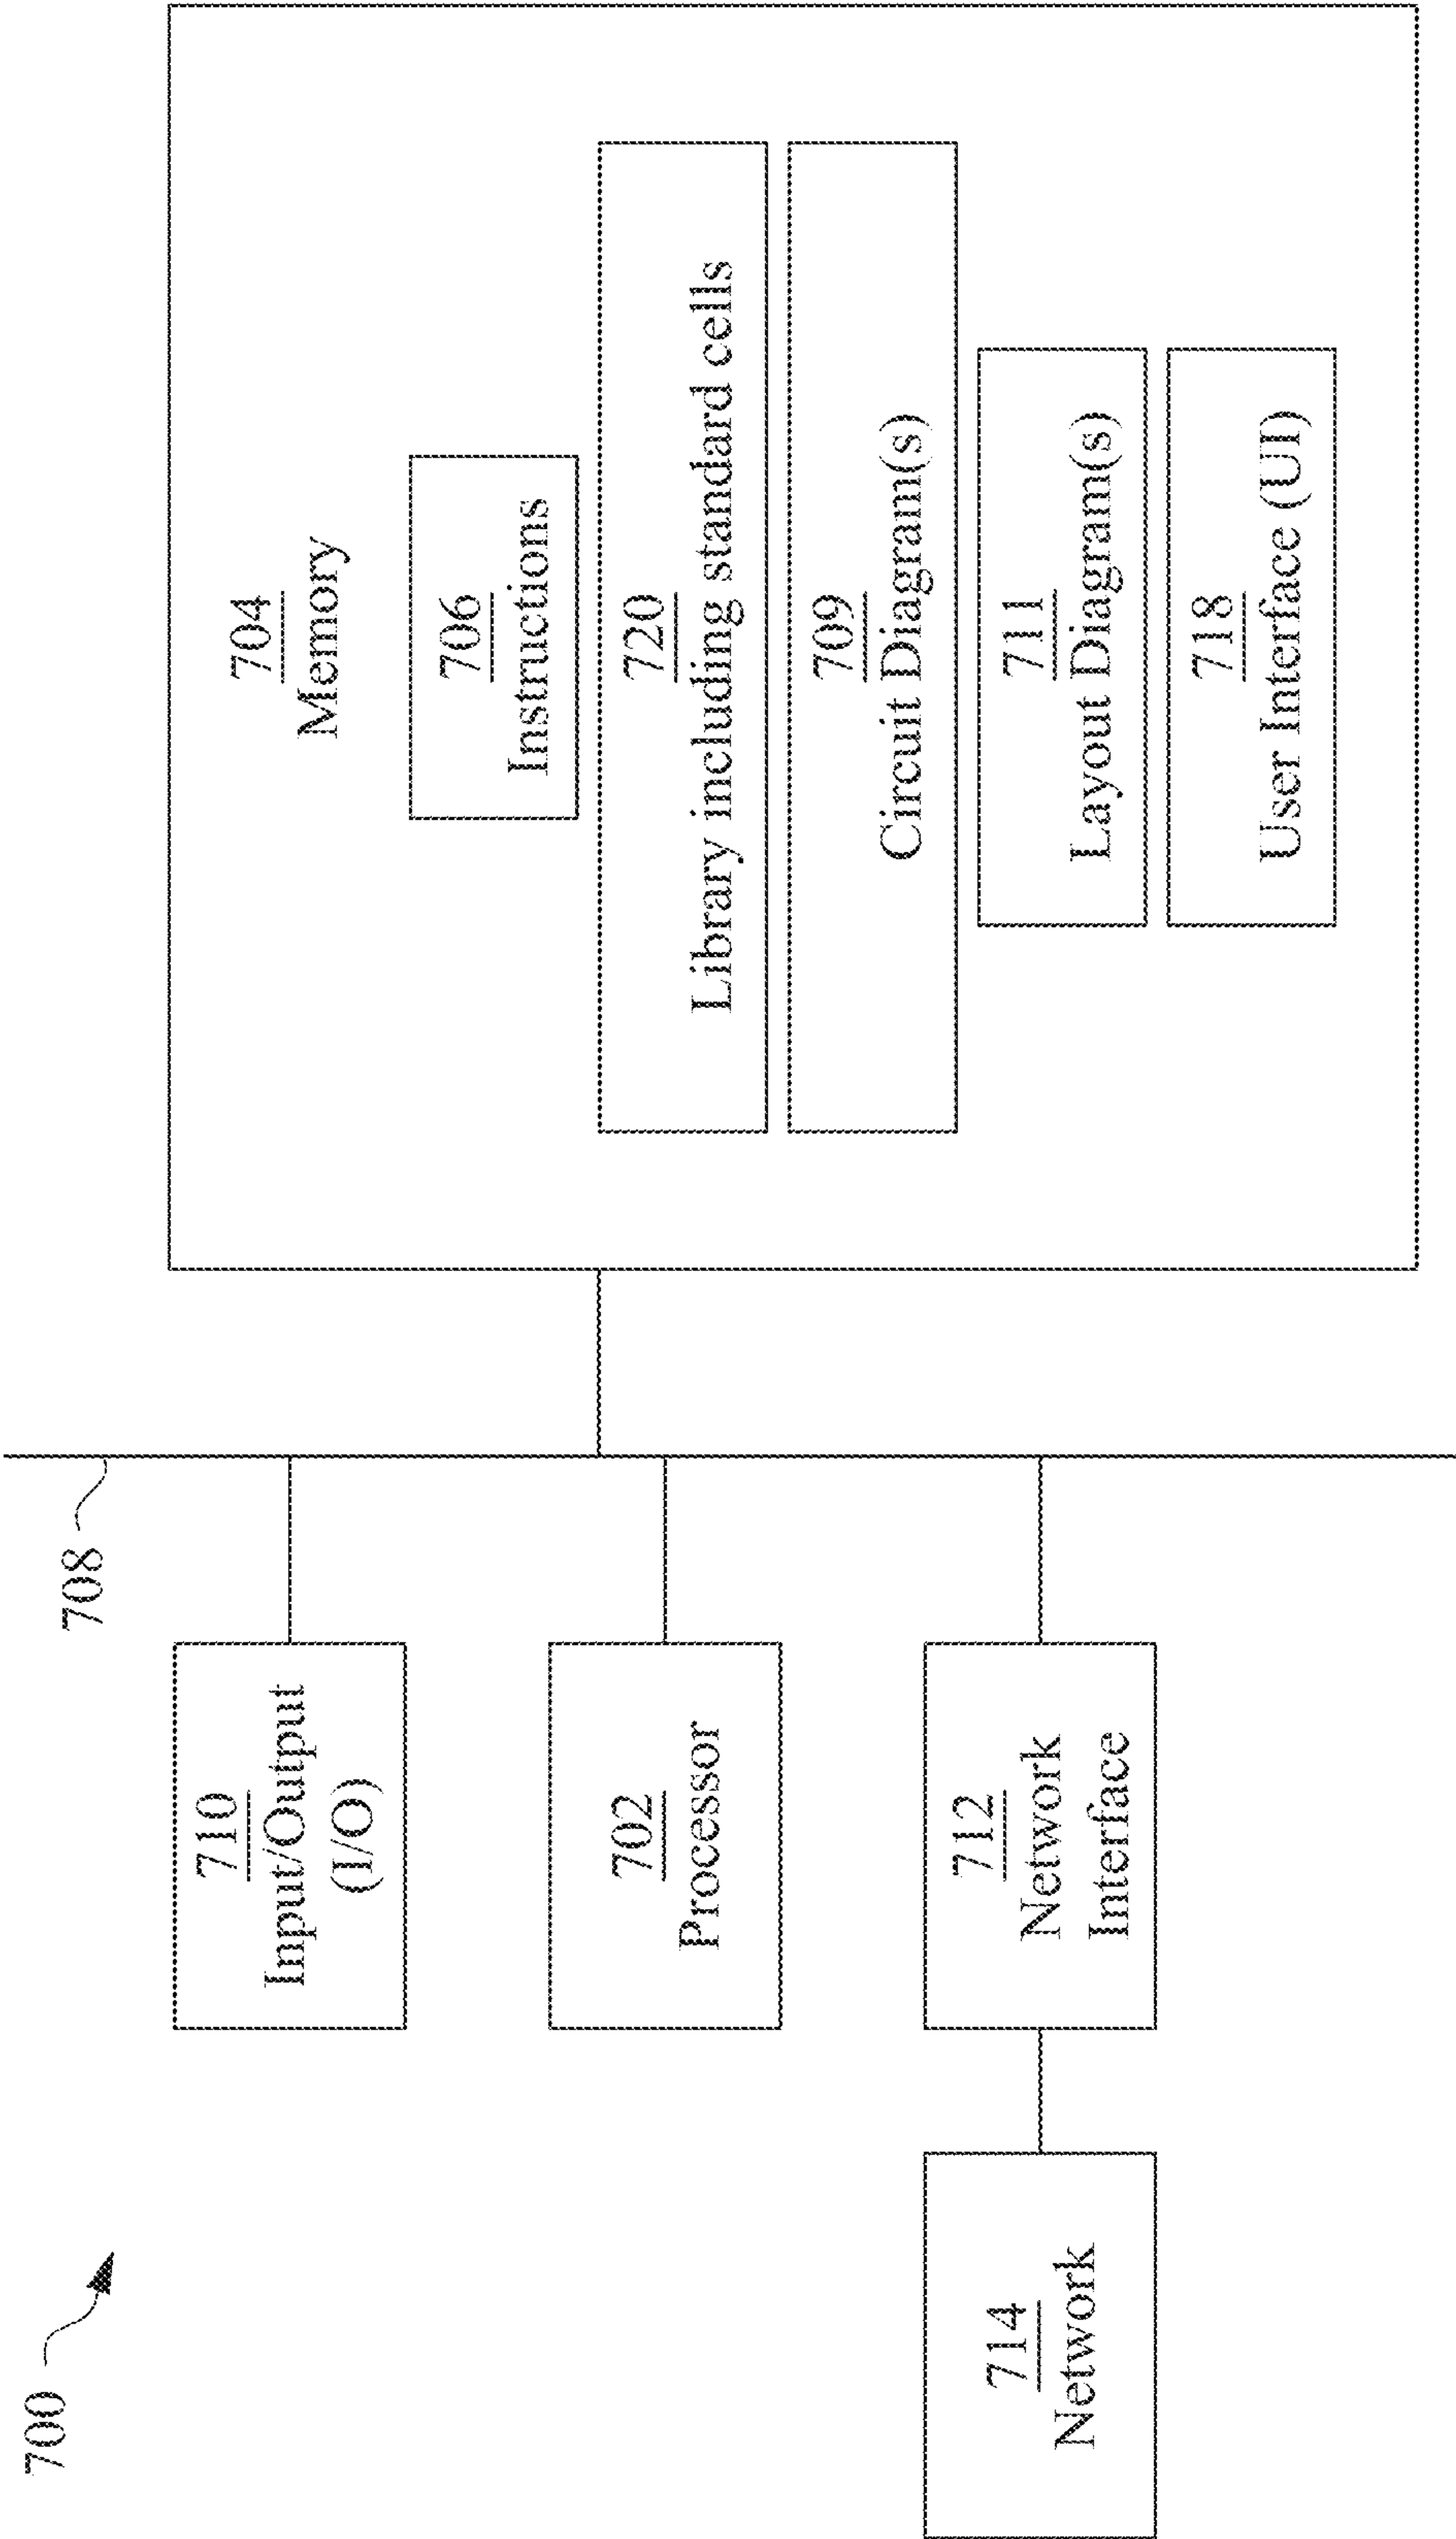 700
708
710
Input/Output
(I/O)
702
Processor
712
Network
Interface
714
Network
704
Memory
706
Instructions
720
Library including standard cells
709
Circuit Diagram(s)
711
Layout Diagram(s)
718
User Interface (UI)